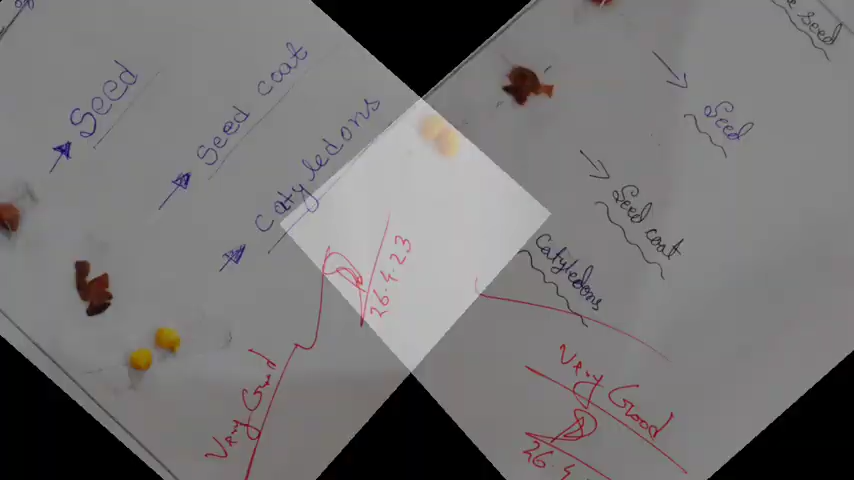 Seed
Seed coat
Catyledons
26.4.23
Very Good
seed
Seed
Seed coat
Catyledons
Very Good
26.4